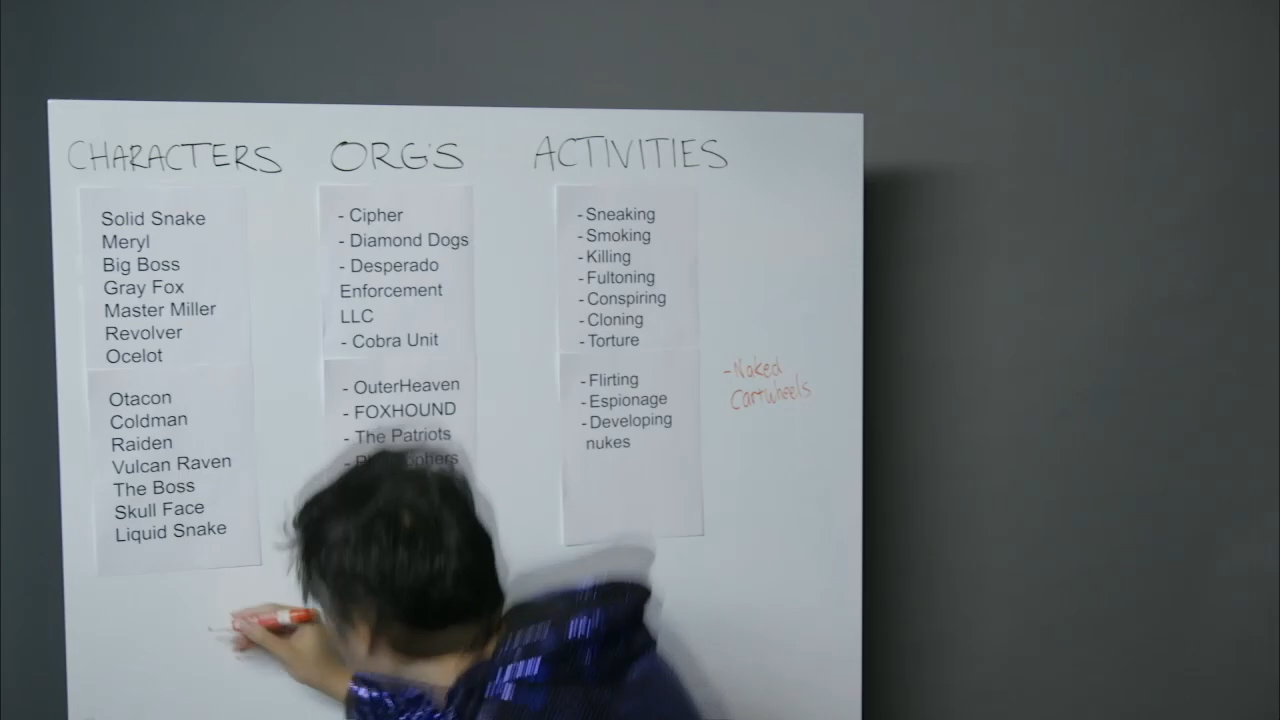 CHARACTERS
ORG'S
ACTIVITIES
Solid Snake
Meryl
Big Boss
Gray Fox
Master Miller
Revolver
Ocelot
Otacon
Coldman
Raiden
Vulcan Raven
The Boss
Skull Face
Liquid Snake
- Cipher
- Diamond Dogs
- Desperado
Enforcement
LLC
- Cobra Unit
- OuterHeaven
- FOXHOUND
- The Patriots
- Sneaking
- Smoking
- Killing
- Fultoning
- Conspiring
- Cloning
- Torture
- Flirting
- Espionage
- Developing
nukes
- Naked
Cartwheels